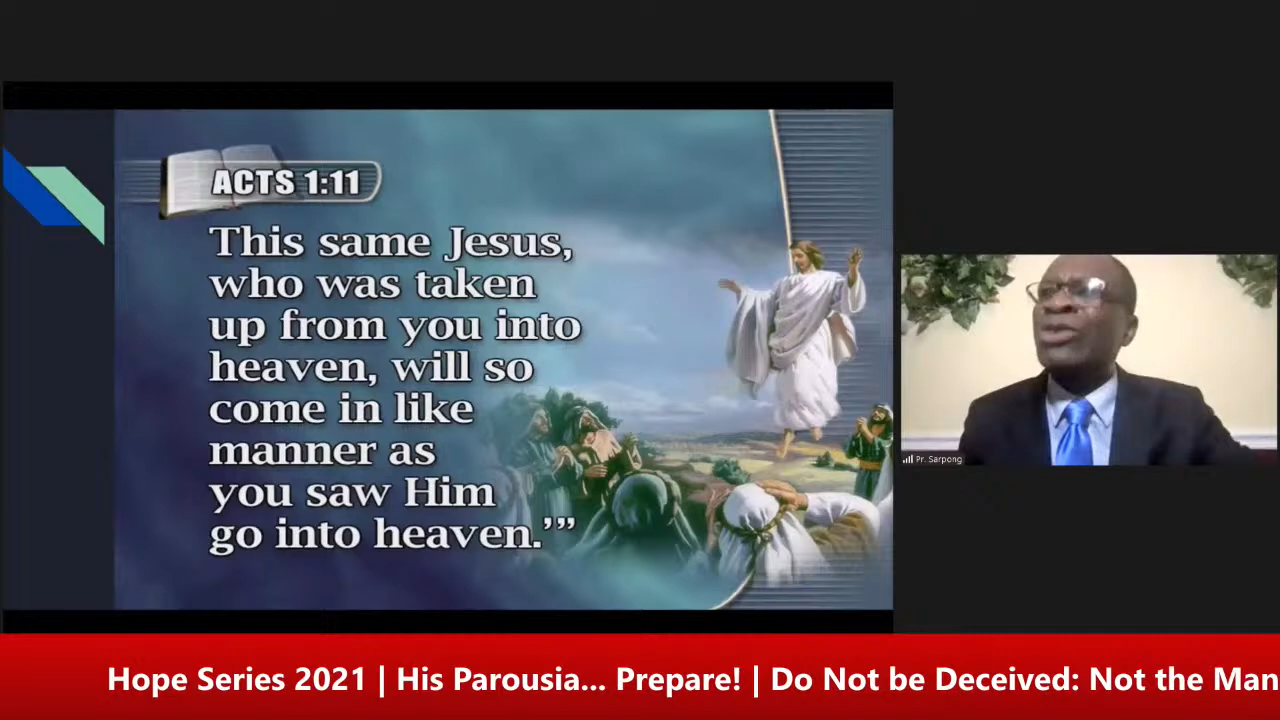 ACTS 1:11
This same Jesus,
who was taken
up from you into
heaven, will so
come in like
manner as
you saw Him
go into heaven.’”
Pr. Sarpong
Hope Series 2021 | His Parousia... Prepare! | Do Not be Deceived: Not the Man